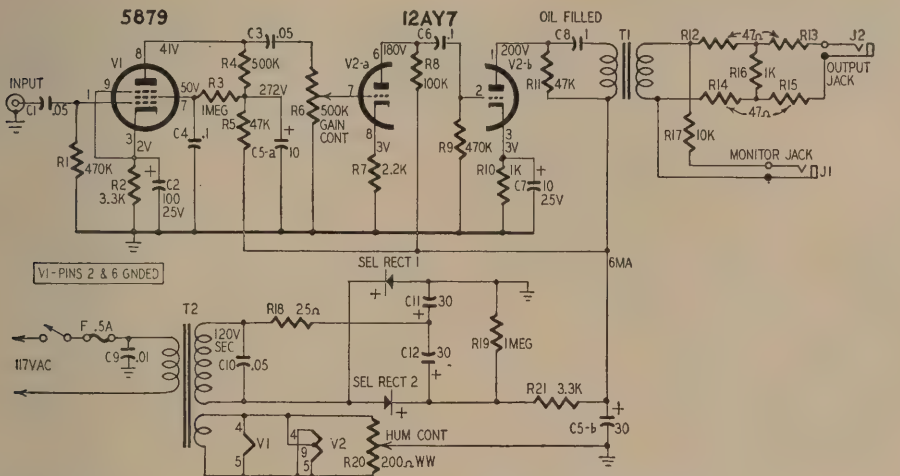 5879
12AY7
OIL FILLED
INPUT
C1 .05
R1
470K
V1
8
9
1
7
3
41V
50V
2V
R2
3.3K
C2
100
25V
R3
1MEG
C4
.1
C3 .05
R4
500K
272V
R5
47K
C5-a
10
R6
500K
GAIN
CONT
V2-a
6
180V
7
8
3V
R7
2.2K
C6 .1
R8
100K
R9
470K
1
200V
V2-b
2
3
3V
R10
1K
C7
10
25V
C8 .1
R11
47K
T1
R12
47Ω
R13
R14
47Ω
R15
R16
1K
R17
10K
J2
OUTPUT
JACK
MONITOR JACK
J1
V1-PINS 2 & 6 GNDED
6MA
SEL RECT 1
F .5A
117VAC
C9
.01
T2
120V
SEC
C10
.05
R18 25Ω
C11
30
C12
30
R19
1MEG
SEL RECT 2
R21 3.3K
C5-b
30
4
V1
5
4
9
5
V2
HUM CONT
R20
200ΩWW